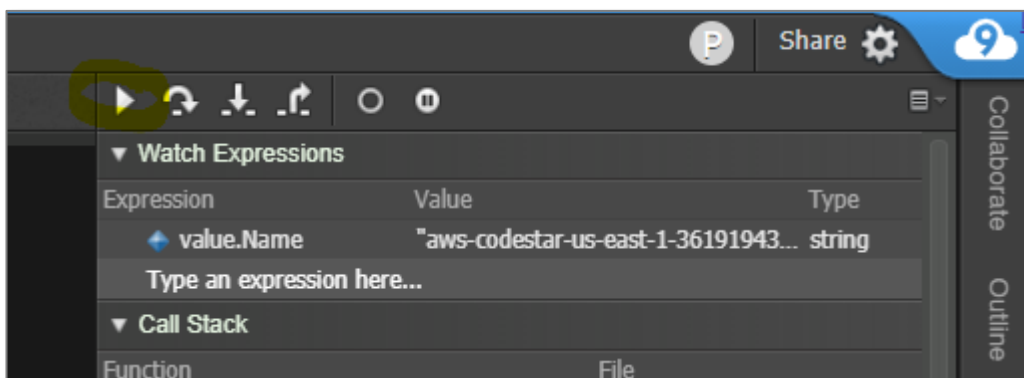 P Share 9
Watch Expressions
Expression Value Type
value.Name "aws-codestar-us-east-1-36191943... string
Type an expression here...
Call Stack
Function File
Collaborate
Outline